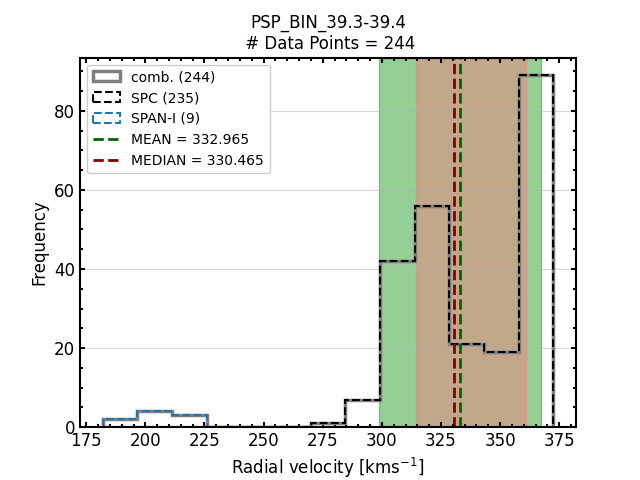 PSP_BIN_39.3-39.4
# Data Points = 244
comb. (244)
SPC (235)
SPAN-I (9)
MEAN = 332.965
MEDIAN = 330.465
Frequency
80
60
40
20
0
175 200 225 250 275 300 325 350 375
Radial velocity [kms⁻¹]